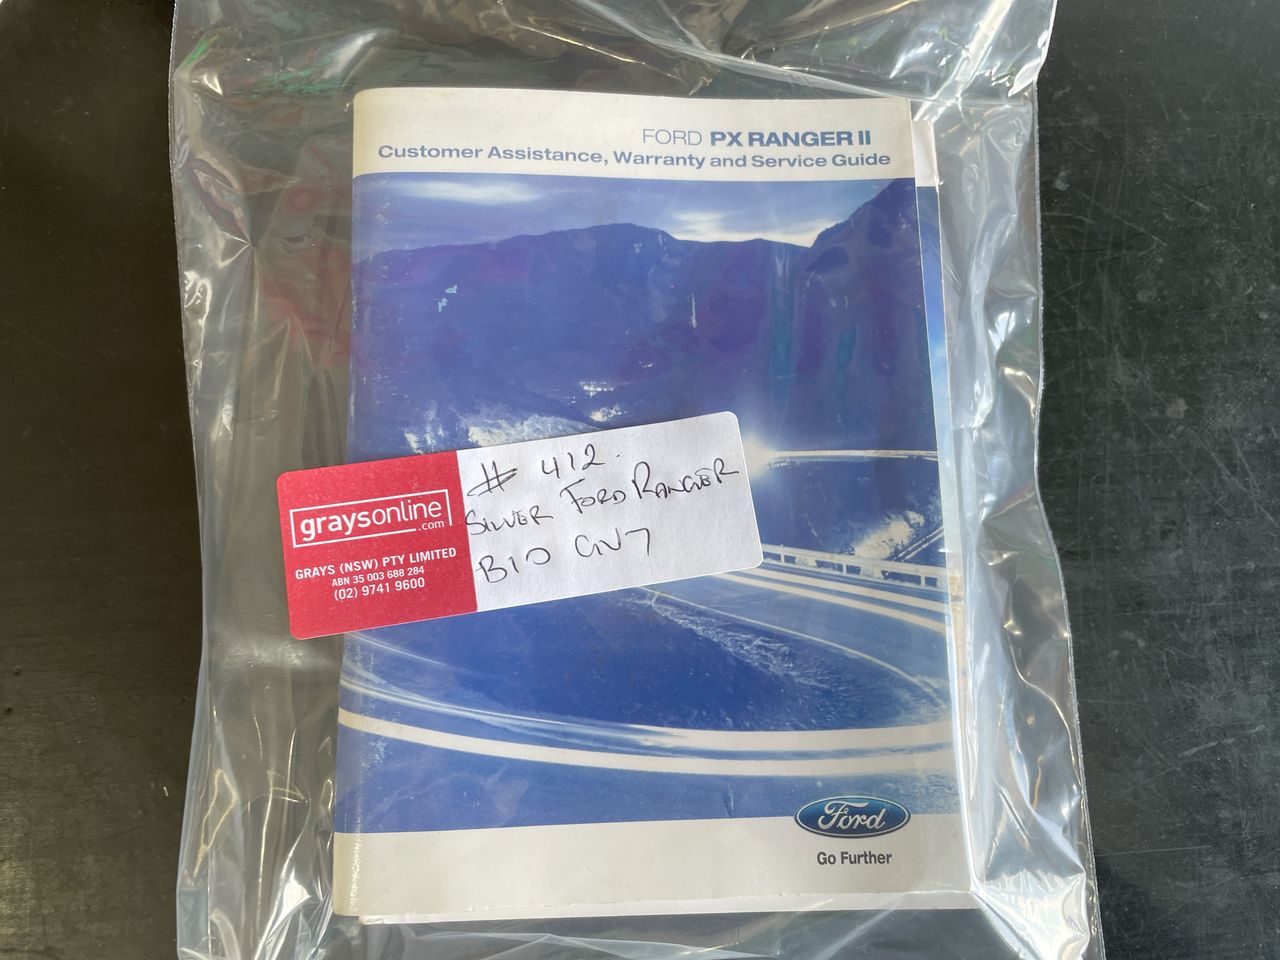 FORD PX RANGER II
Customer Assistance, Warranty and Service Guide
graysonline
.com
GRAYS (NSW) PTY LIMITED
ABN 35 003 688 284
(02) 9741 9600
# 412.
SILVER FORD RANGER
B10 GN7
Ford
Go Further